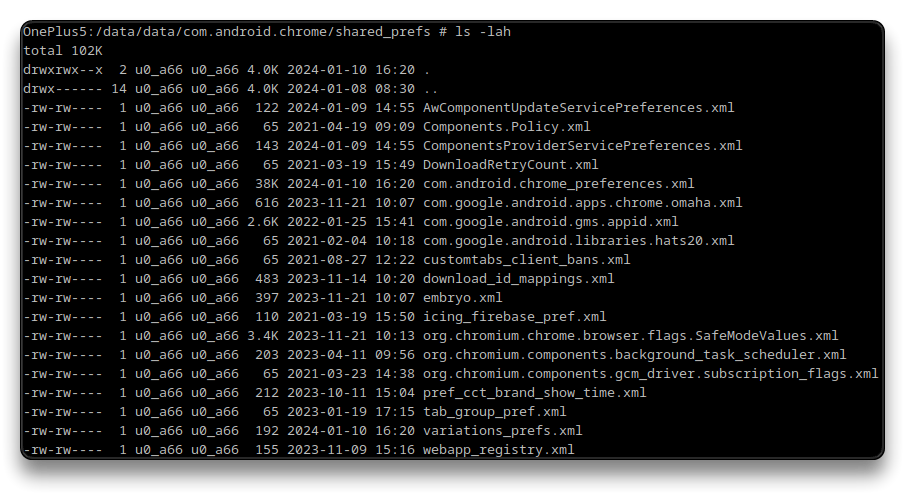 OnePlus5:/data/data/com.android.chrome/shared_prefs # ls -lah
total 102K
drwxrwx--x  2 u0_a66 u0_a66 4.0K 2024-01-10 16:20 .
drwx------ 14 u0_a66 u0_a66 4.0K 2024-01-08 08:30 ..
-rw-rw----  1 u0_a66 u0_a66  122 2024-01-09 14:55 AwComponentUpdateServicePreferences.xml
-rw-rw----  1 u0_a66 u0_a66   65 2021-04-19 09:09 Components.Policy.xml
-rw-rw----  1 u0_a66 u0_a66  143 2024-01-09 14:55 ComponentsProviderServicePreferences.xml
-rw-rw----  1 u0_a66 u0_a66   65 2021-03-19 15:49 DownloadRetryCount.xml
-rw-rw----  1 u0_a66 u0_a66  38K 2024-01-10 16:20 com.android.chrome_preferences.xml
-rw-rw----  1 u0_a66 u0_a66  616 2023-11-21 10:07 com.google.android.apps.chrome.omaha.xml
-rw-rw----  1 u0_a66 u0_a66 2.6K 2022-01-25 15:41 com.google.android.gms.appid.xml
-rw-rw----  1 u0_a66 u0_a66   65 2021-02-04 10:18 com.google.android.libraries.hats20.xml
-rw-rw----  1 u0_a66 u0_a66   65 2021-08-27 12:22 customtabs_client_bans.xml
-rw-rw----  1 u0_a66 u0_a66  483 2023-11-14 10:20 download_id_mappings.xml
-rw-rw----  1 u0_a66 u0_a66  397 2023-11-21 10:07 embryo.xml
-rw-rw----  1 u0_a66 u0_a66  110 2021-03-19 15:50 icing_firebase_pref.xml
-rw-rw----  1 u0_a66 u0_a66 3.4K 2023-11-21 10:13 org.chromium.chrome.browser.flags.SafeModeValues.xml
-rw-rw----  1 u0_a66 u0_a66  203 2023-04-11 09:56 org.chromium.components.background_task_scheduler.xml
-rw-rw----  1 u0_a66 u0_a66   65 2021-03-23 14:38 org.chromium.components.gcm_driver.subscription_flags.xml
-rw-rw----  1 u0_a66 u0_a66  212 2023-10-11 15:04 pref_cct_brand_show_time.xml
-rw-rw----  1 u0_a66 u0_a66   65 2023-01-19 17:15 tab_group_pref.xml
-rw-rw----  1 u0_a66 u0_a66  192 2024-01-10 16:20 variations_prefs.xml
-rw-rw----  1 u0_a66 u0_a66  155 2023-11-09 15:16 webapp_registry.xml